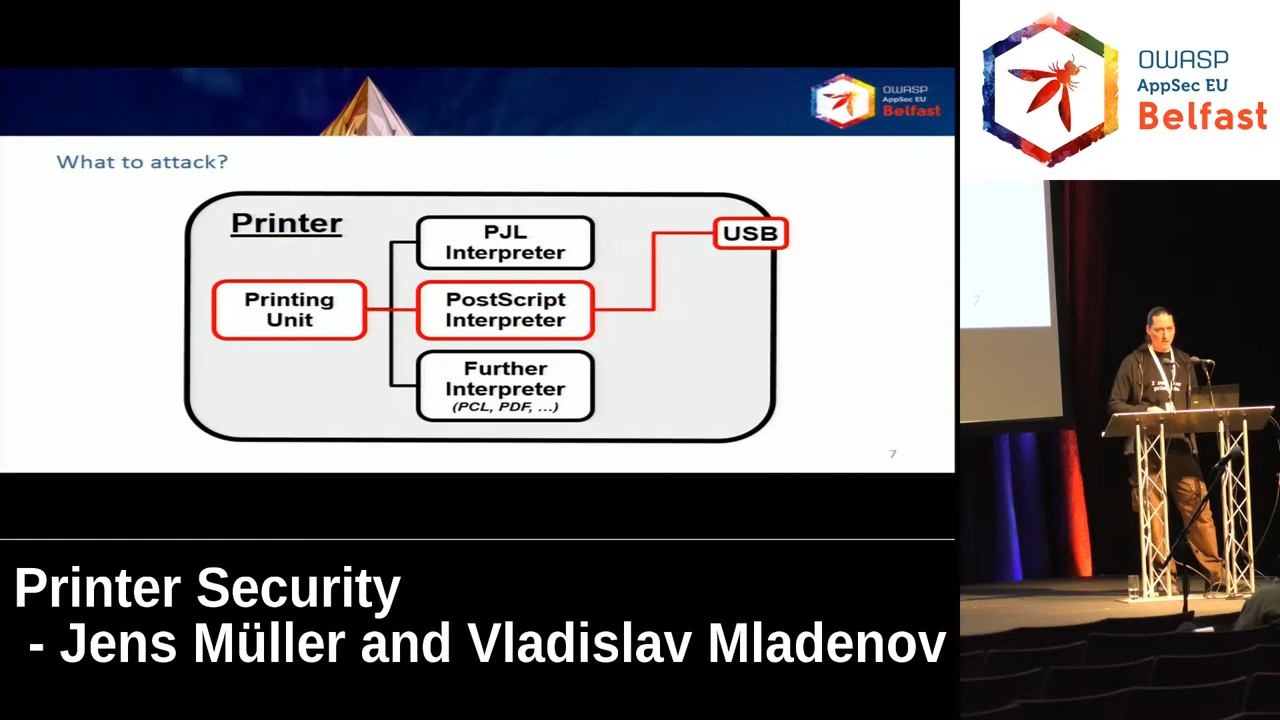 OWASP
AppSec EU
Belfast
What to attack?
Printer
PJL
Interpreter
USB
Printing
Unit
PostScript
Interpreter
Further
Interpreter
(PCL, PDF, ...)
7
OWASP
AppSec EU
Belfast
7
Printer Security
- Jens Müller and Vladislav Mladenov